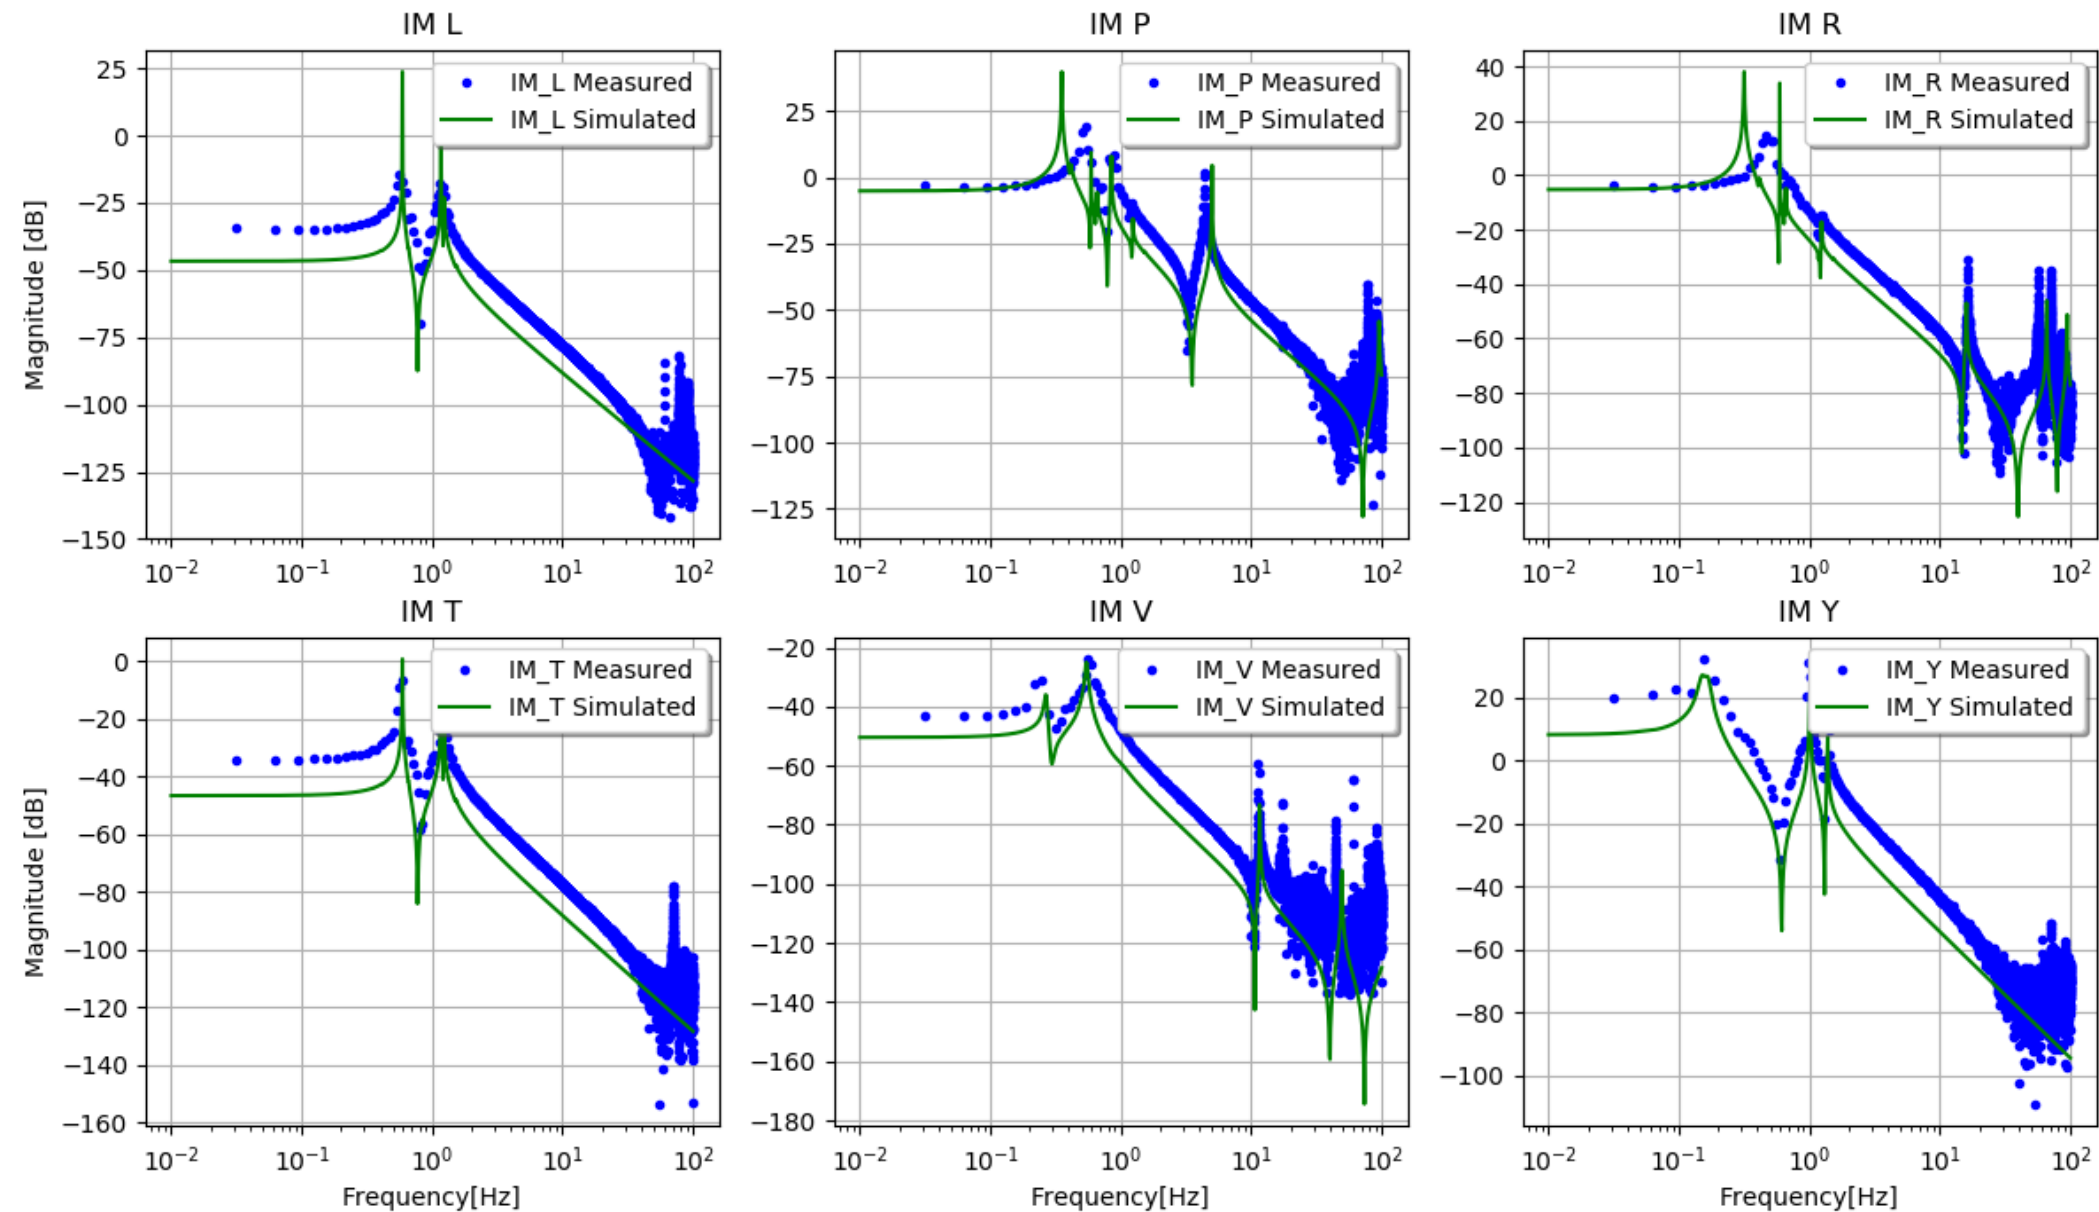 IM L
IM P
IM R
IM_L Measured
IM_L Simulated
IM_P Measured
IM_P Simulated
IM_R Measured
IM_R Simulated
Magnitude [dB]
25
0
−25
−50
−75
−100
−125
−150
25
0
−25
−50
−75
−100
−125
40
20
0
−20
−40
−60
−80
−100
−120
10⁻² 10⁻¹ 10⁰ 10¹ 10²
10⁻² 10⁻¹ 10⁰ 10¹ 10²
10⁻² 10⁻¹ 10⁰ 10¹ 10²
IM T
IM V
IM Y
IM_T Measured
IM_T Simulated
IM_V Measured
IM_V Simulated
IM_Y Measured
IM_Y Simulated
Magnitude [dB]
0
−20
−40
−60
−80
−100
−120
−140
−160
−20
−40
−60
−80
−100
−120
−140
−160
−180
20
0
−20
−40
−60
−80
−100
10⁻² 10⁻¹ 10⁰ 10¹ 10²
10⁻² 10⁻¹ 10⁰ 10¹ 10²
10⁻² 10⁻¹ 10⁰ 10¹ 10²
Frequency[Hz]
Frequency[Hz]
Frequency[Hz]